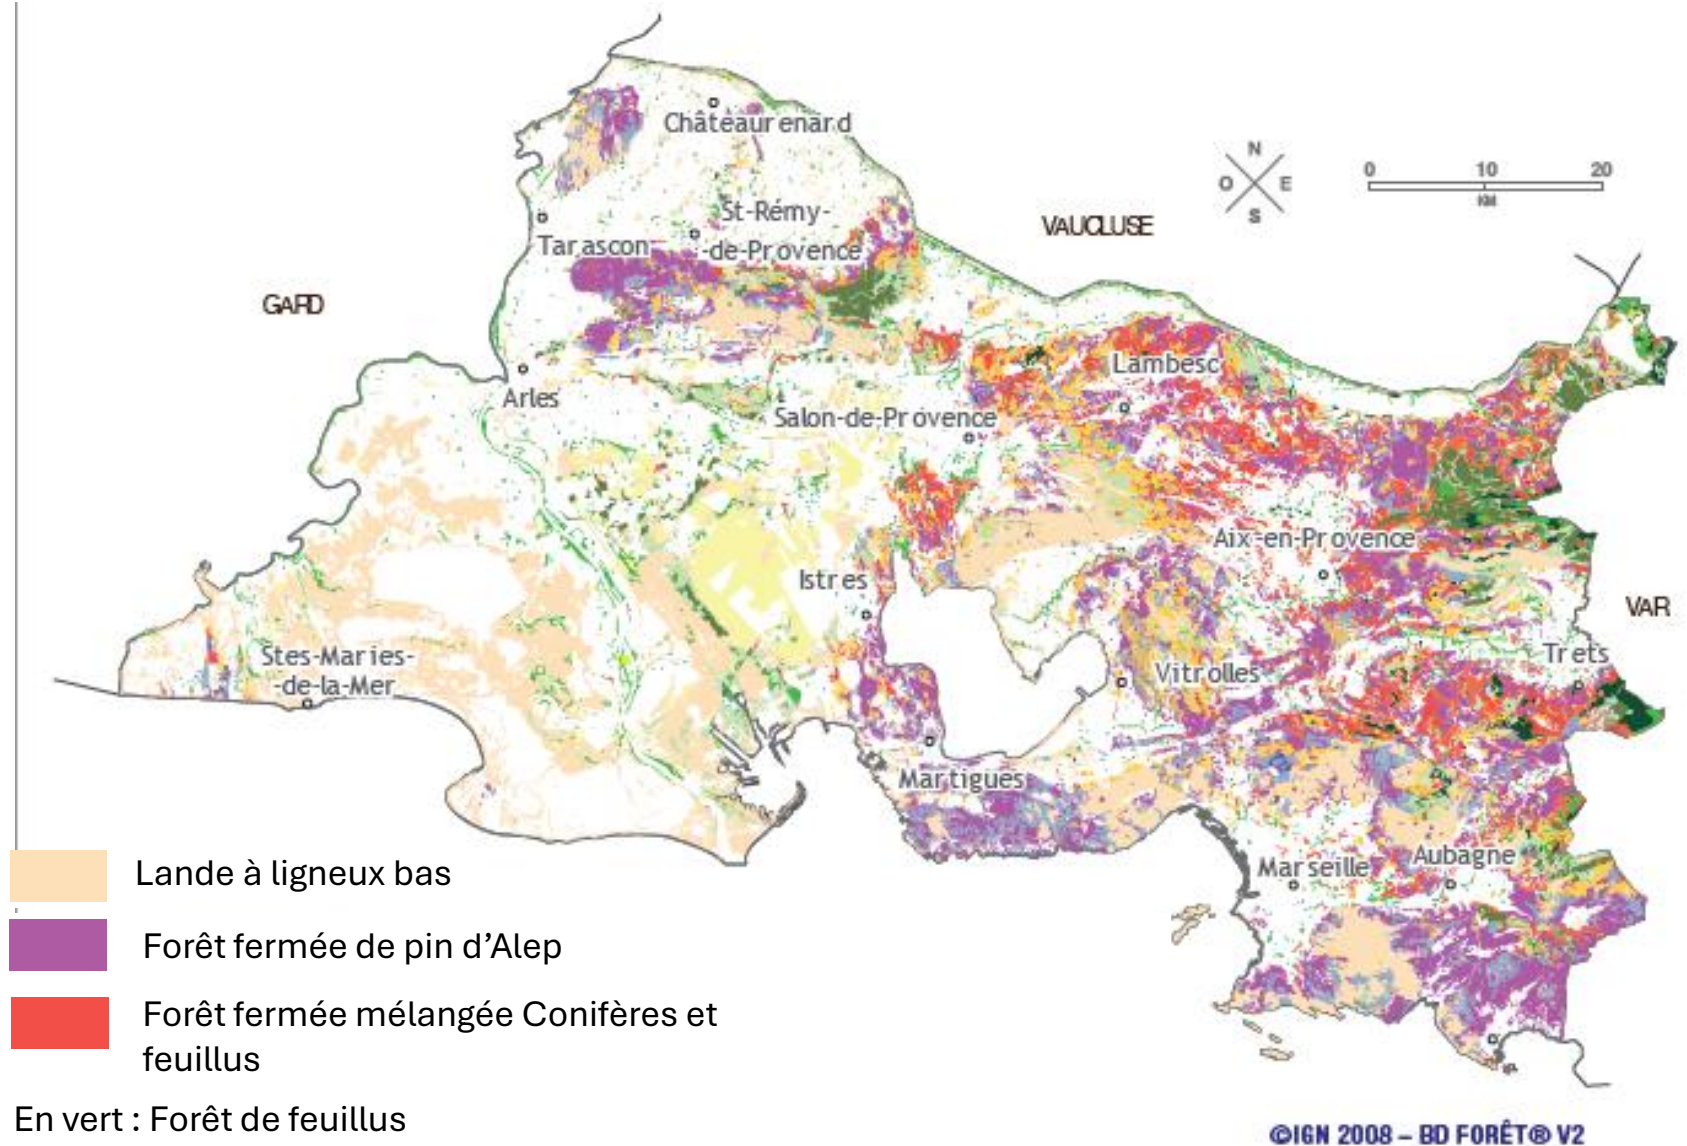 Châteaurenard
N
O E
S
0 10 20
KM
St-Rémy-
-de-Provence
VAUCLUSE
Tarascon
GARD
Lambesc
Arles
Salon-de-Provence
Aix-en-Provence
Istres
VAR
Stes-Maries-
-de-la-Mer
Trets
Vitrolles
Martigues
Marseille
Aubagne
Lande à ligneux bas
Forêt fermée de pin d’Alep
Forêt fermée mélangée Conifères et
feuillus
En vert : Forêt de feuillus
©IGN 2008 – BD FORÊT® V2